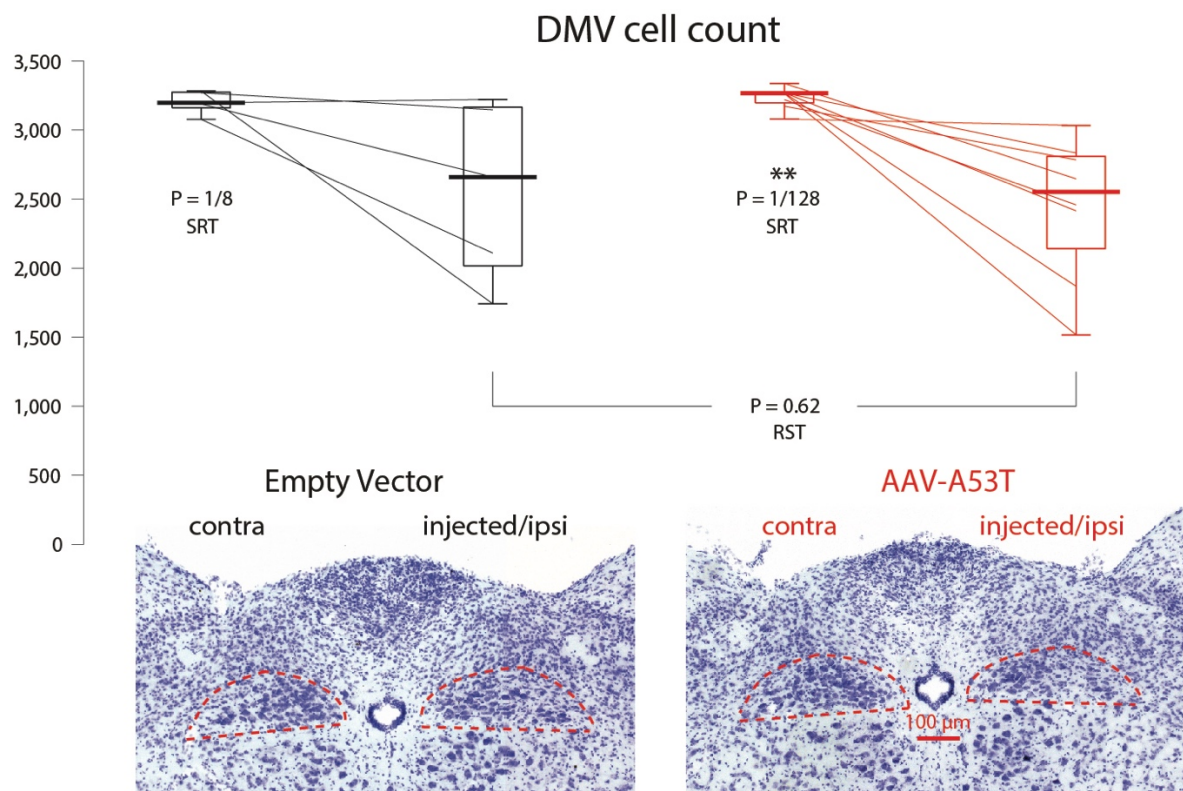 DMV cell count
3,500
3,000
2,500
2,000
1,500
1,000
500
0
P = 1/8
SRT
**
P = 1/128
SRT
P = 0.62
RST
Empty Vector
contra
injected/ipsi
AAV-A53T
contra
injected/ipsi
100 µm